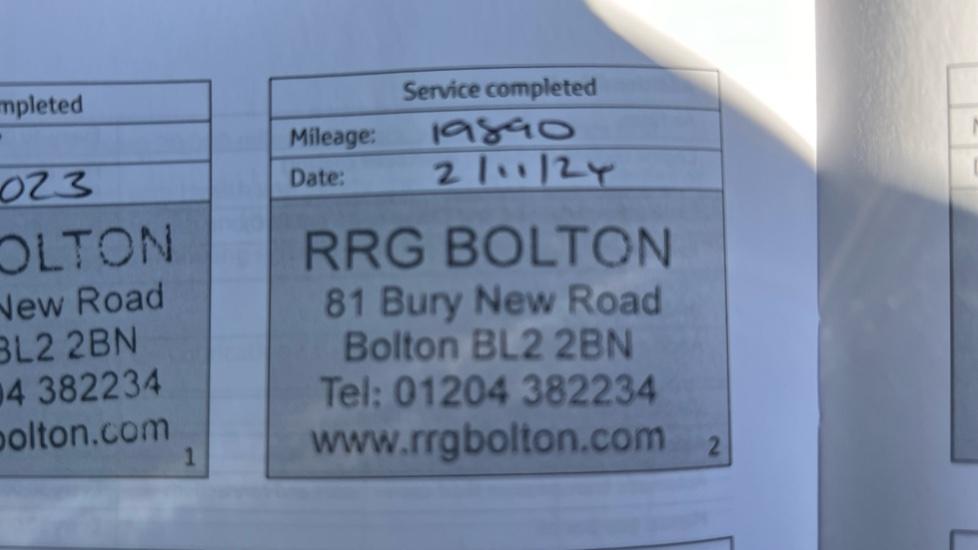 mpleted
023
OLTON
New Road
BL2 2BN
04 382234
bolton.com
1
Service completed
Mileage: 19890
Date: 2/11/24
RRG BOLTON
81 Bury New Road
Bolton BL2 2BN
Tel: 01204 382234
www.rrgbolton.com
2